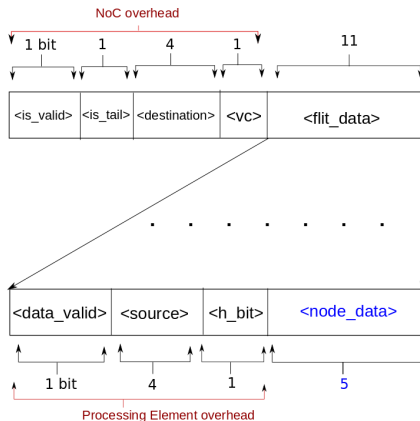 NoC overhead
1 bit 1 4 1 11
<is_valid> <is_tail> <destination> <vc> <flit_data>
<data_valid> <source> <h_bit> <node_data>
1 bit 4 1 5
Processing Element overhead